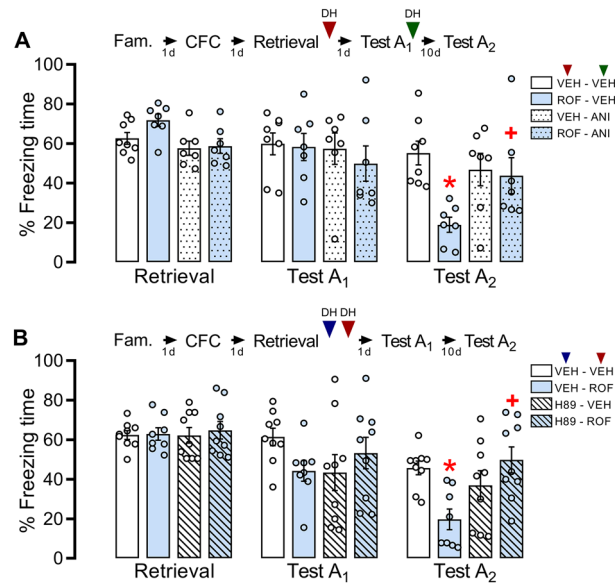 A
DH DH
Fam. 1d CFC 1d Retrieval 1d Test A1 10d Test A2
% Freezing time
100
80
60
40
20
0
VEH - VEH
ROF - VEH
VEH - ANI
ROF - ANI
*
+
Retrieval Test A1 Test A2
B
DH DH
Fam. 1d CFC 1d Retrieval 1d Test A1 10d Test A2
% Freezing time
100
80
60
40
20
0
VEH - VEH
VEH - ROF
H89 - VEH
H89 - ROF
*
+
Retrieval Test A1 Test A2